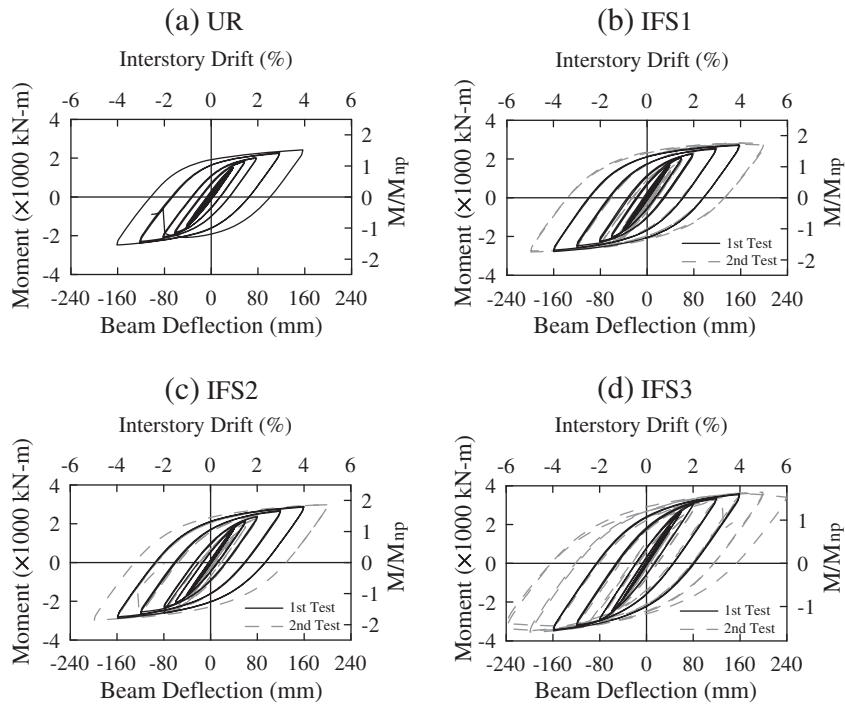 (a) UR
Interstory Drift (%)
-6 -4 -2 0 2 4 6
Moment (×1000 kN-m)
4
2
0
-2
-4
2
1
0
-1
-2
M/Mnp
-240 -160 -80 0 80 160 240
Beam Deflection (mm)
(b) IFS1
Interstory Drift (%)
-6 -4 -2 0 2 4 6
Moment (×1000 kN-m)
4
2
0
-2
-4
2
1
0
-1
-2
M/Mnp
1st Test
2nd Test
-240 -160 -80 0 80 160 240
Beam Deflection (mm)
(c) IFS2
Interstory Drift (%)
-6 -4 -2 0 2 4 6
Moment (×1000 kN-m)
4
2
0
-2
-4
2
1
0
-1
-2
M/Mnp
1st Test
2nd Test
-240 -160 -80 0 80 160 240
Beam Deflection (mm)
(d) IFS3
Interstory Drift (%)
-6 -4 -2 0 2 4 6
Moment (×1000 kN-m)
4
2
0
-2
-4
1
0
-1
M/Mnp
1st Test
2nd Test
-240 -160 -80 0 80 160 240
Beam Deflection (mm)